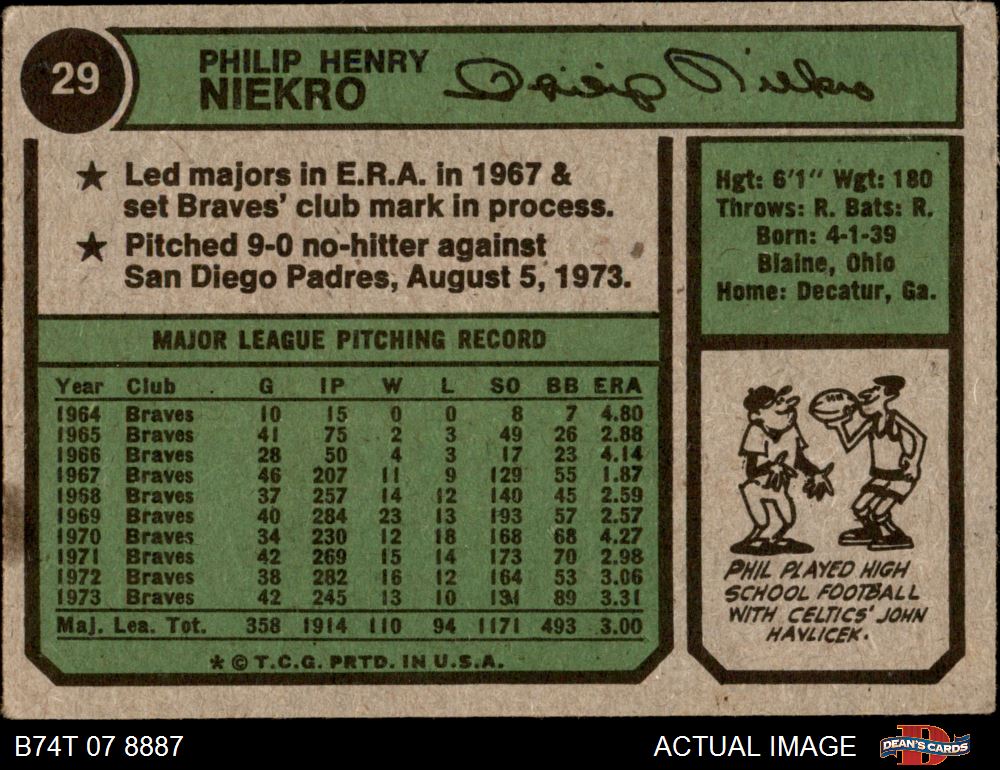 29
PHILIP HENRY
NIEKRO
Philip Niekro
★ Led majors in E.R.A. in 1967 &
set Braves' club mark in process.
★ Pitched 9-0 no-hitter against
San Diego Padres, August 5, 1973.
Hgt: 6'1" Wgt: 180
Throws: R. Bats: R.
Born: 4-1-39
Blaine, Ohio
Home: Decatur, Ga.
MAJOR LEAGUE PITCHING RECORD
Year Club G IP W L SO BB ERA
1964 Braves 10 15 0 0 8 7 4.80
1965 Braves 41 75 2 3 49 26 2.88
1966 Braves 28 50 4 3 17 23 4.14
1967 Braves 46 207 11 9 129 55 1.87
1968 Braves 37 257 14 12 140 45 2.59
1969 Braves 40 284 23 13 193 57 2.57
1970 Braves 34 230 12 18 168 68 4.27
1971 Braves 42 269 15 14 173 70 2.98
1972 Braves 38 282 16 12 164 53 3.06
1973 Braves 42 245 13 10 131 89 3.31
Maj. Lea. Tot. 358 1914 110 94 1171 493 3.00
* © T.C.G. PRTD. IN U.S.A.
PHIL PLAYED HIGH
SCHOOL FOOTBALL
WITH CELTICS' JOHN
HAVLICEK.
B74T 07 8887
ACTUAL IMAGE
DEAN'S CARDS